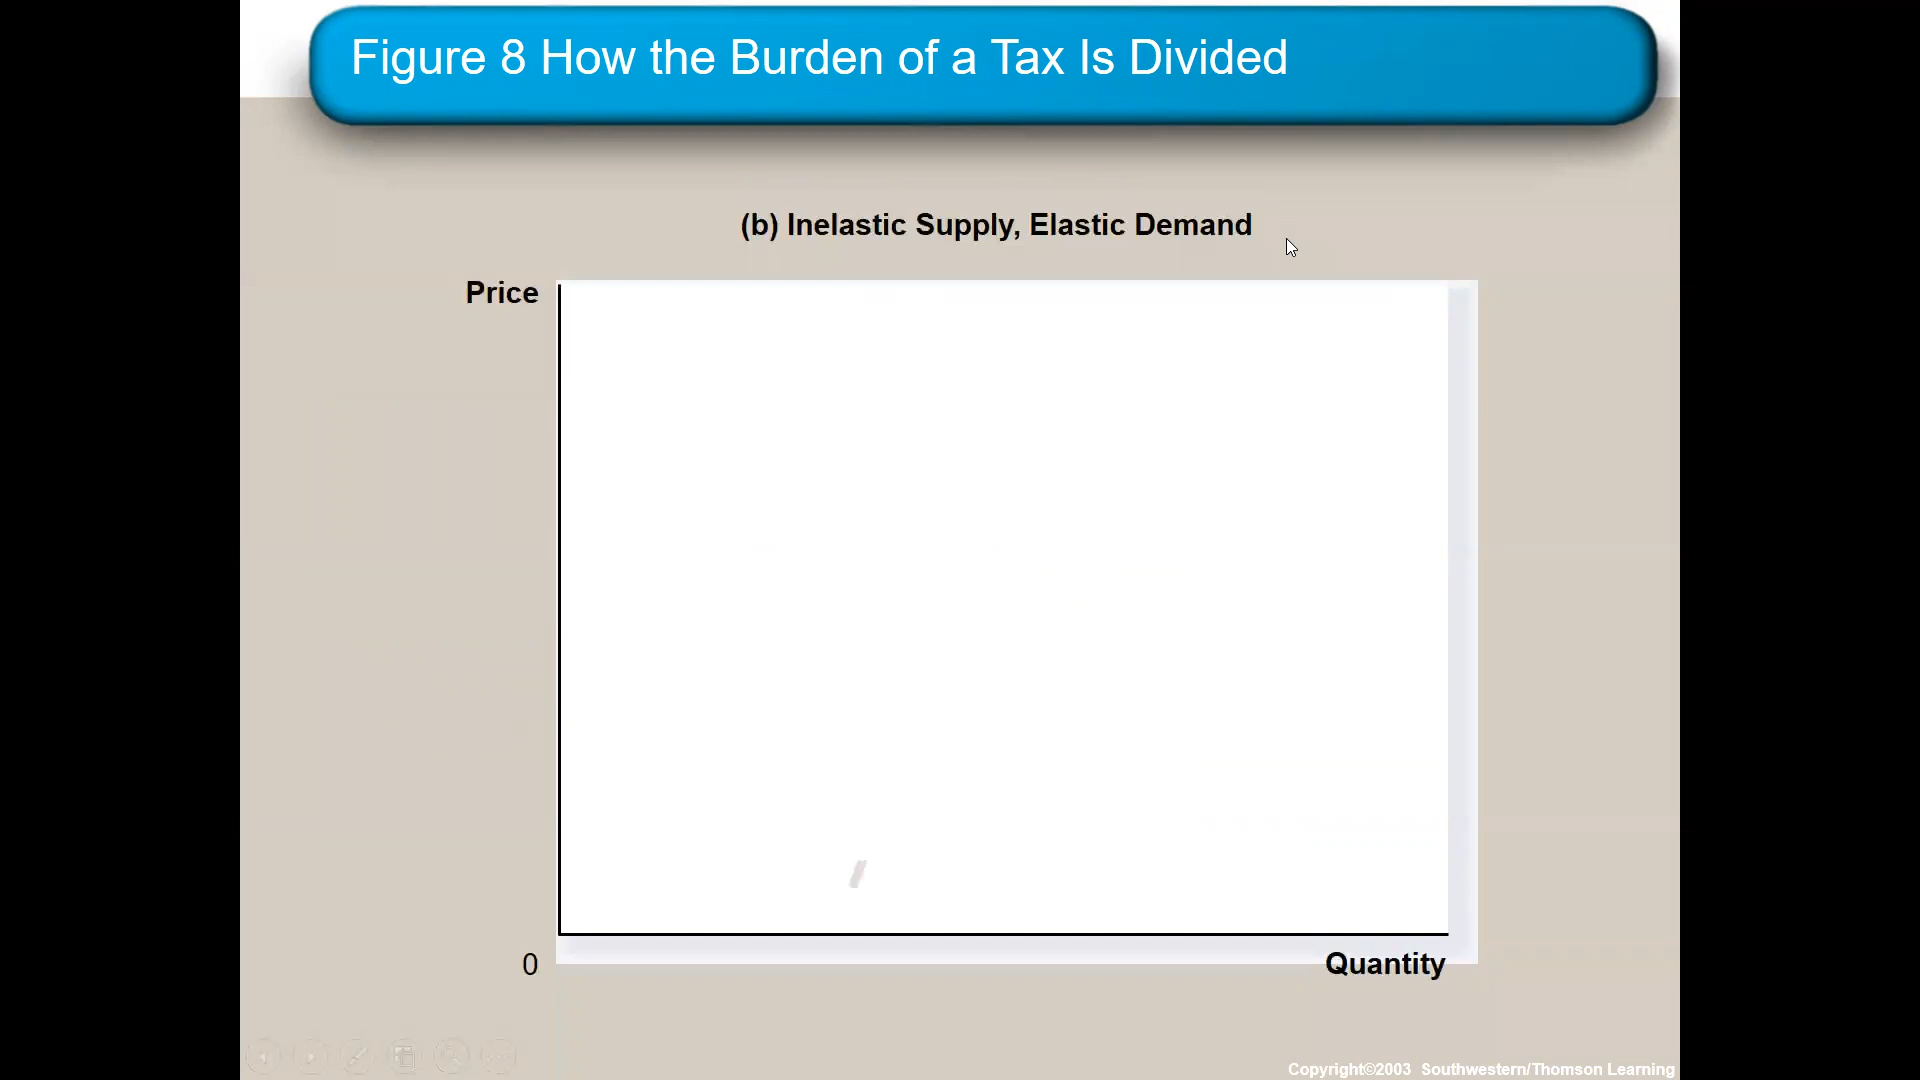 Figure 8 How the Burden of a Tax Is Divided
(b) Inelastic Supply, Elastic Demand
Price
0
Quantity
Copyright©2003 Southwestern/Thomson Learning